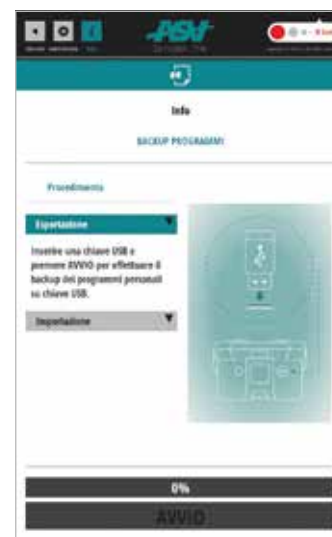 ASA
Info
BACKUP PROGRAMMI
Procedimento
Esportazione
Inserire una chiave USB e
premere AVVIO per effettuare il
backup dei programmi personali
su chiave USB.
Importazione
0%
AVVIO